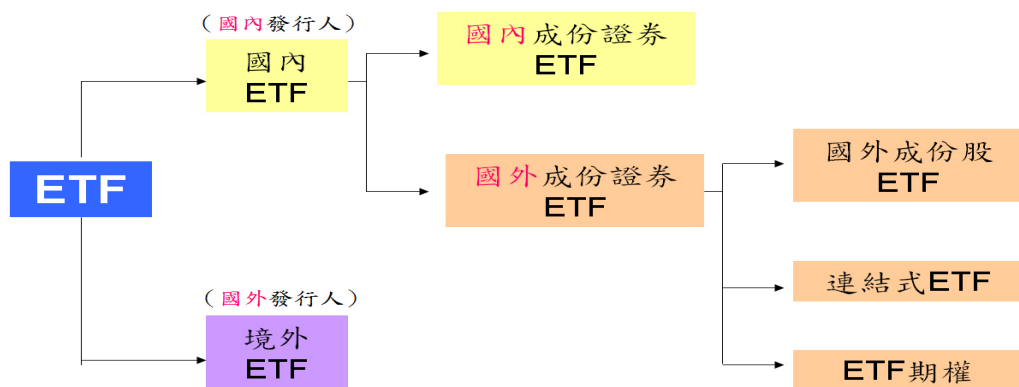 ETF
(國內發行人)
國內
ETF
國內成份證券
ETF
國外成份證券
ETF
國外成份股
ETF
連結式ETF
ETF期權
(國外發行人)
境外
ETF